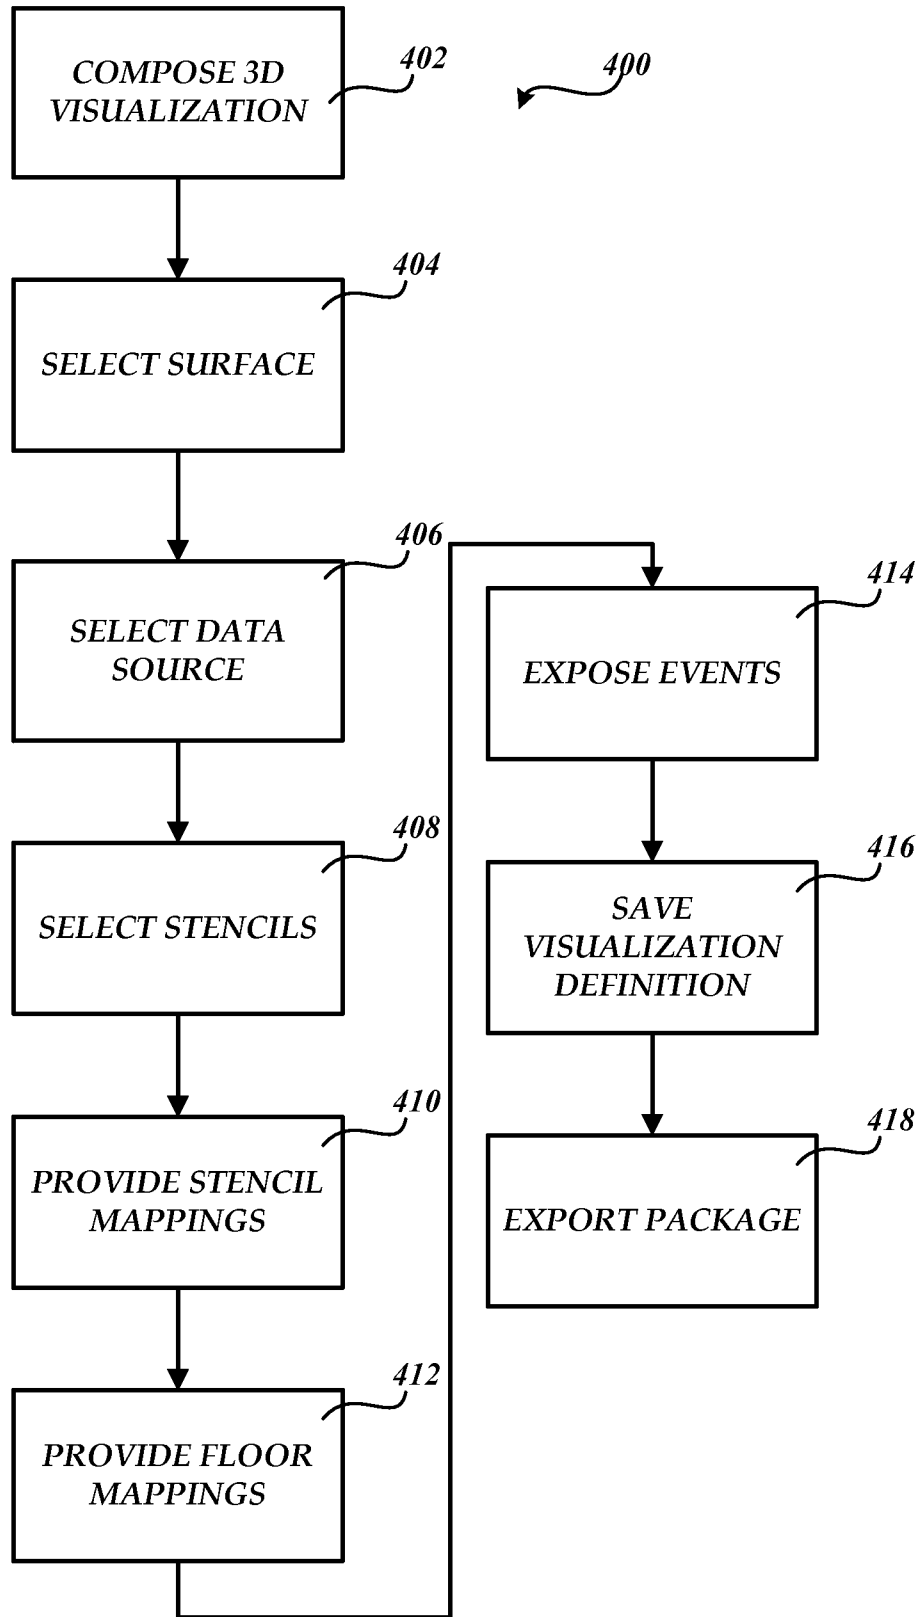 COMPOSE 3D
VISUALIZATION
402
400
404
SELECT SURFACE
406
SELECT DATA
SOURCE
408
SELECT STENCILS
410
PROVIDE STENCIL
MAPPINGS
412
PROVIDE FLOOR
MAPPINGS
414
EXPOSE EVENTS
416
SAVE
VISUALIZATION
DEFINITION
418
EXPORT PACKAGE